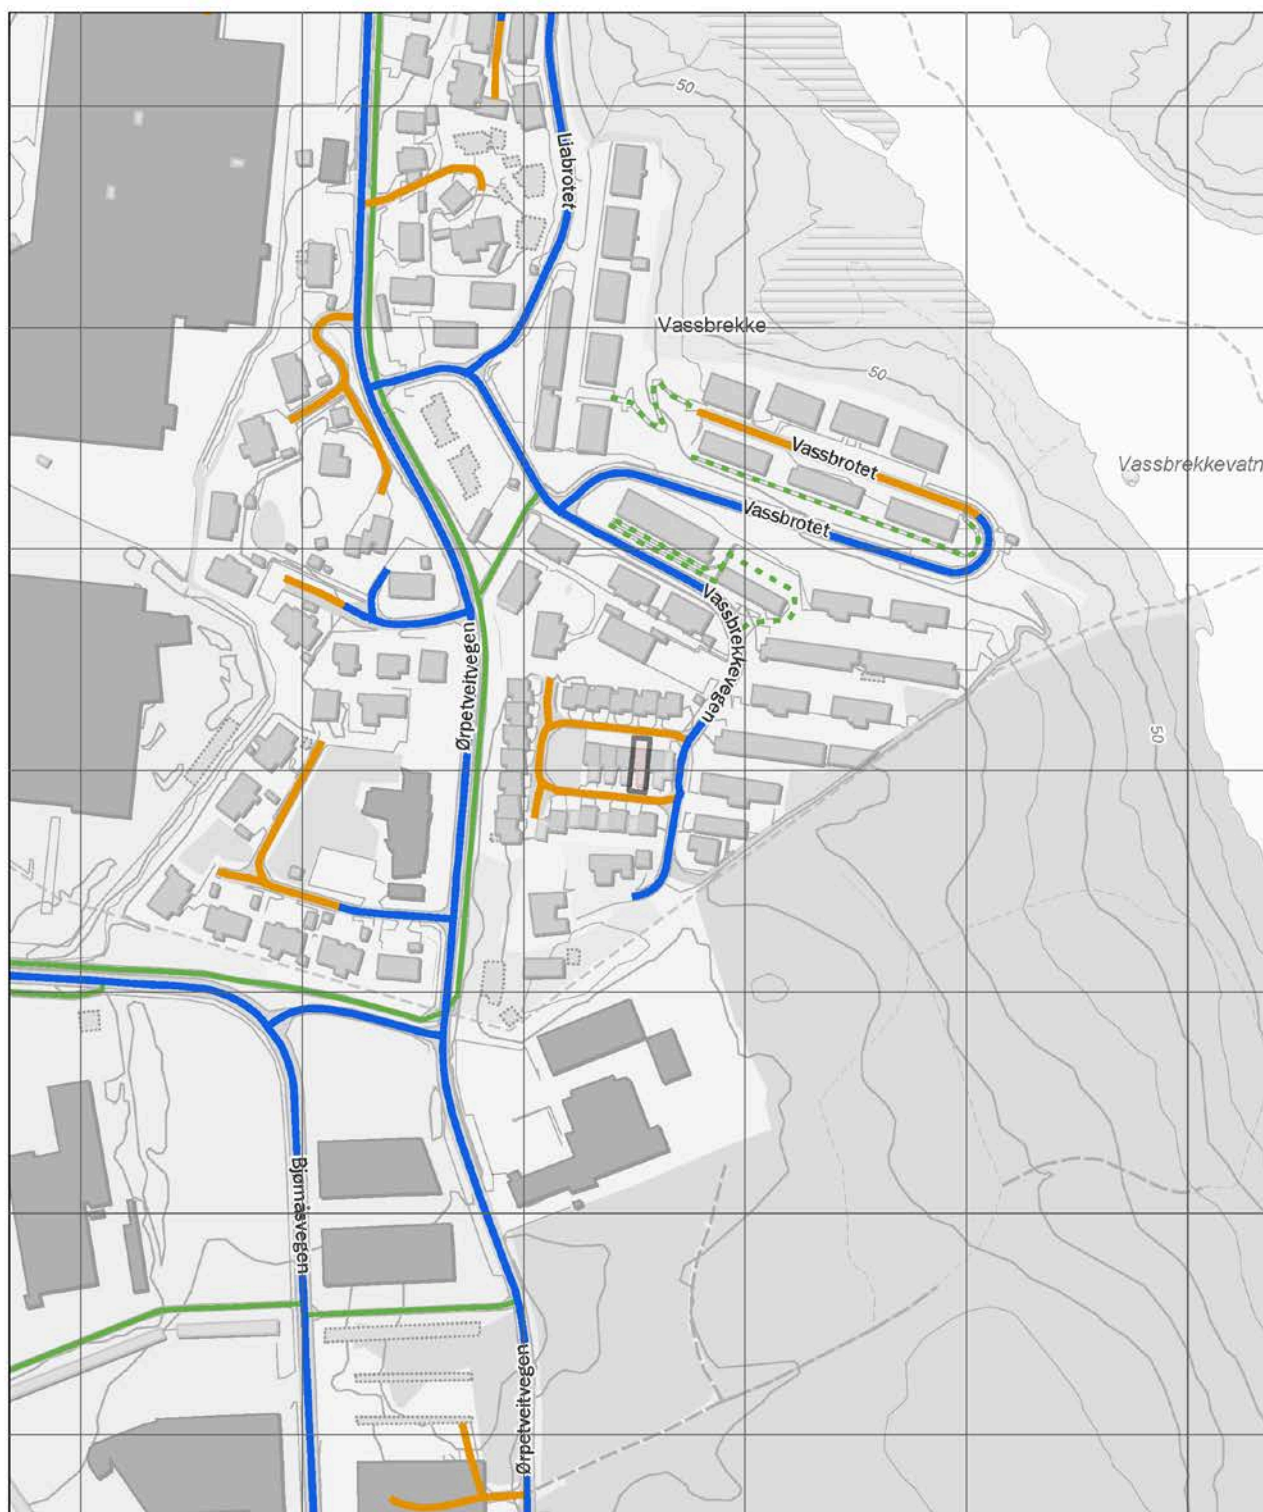 50
Liabrotet
Vassbrekke
50
Vassbrotet
Vassbrekkevatn
Vassbrotet
Vassbrekkevegen
Ørpetveitvegen
50
Bjørnåsvegen
Ørpetveitvegen